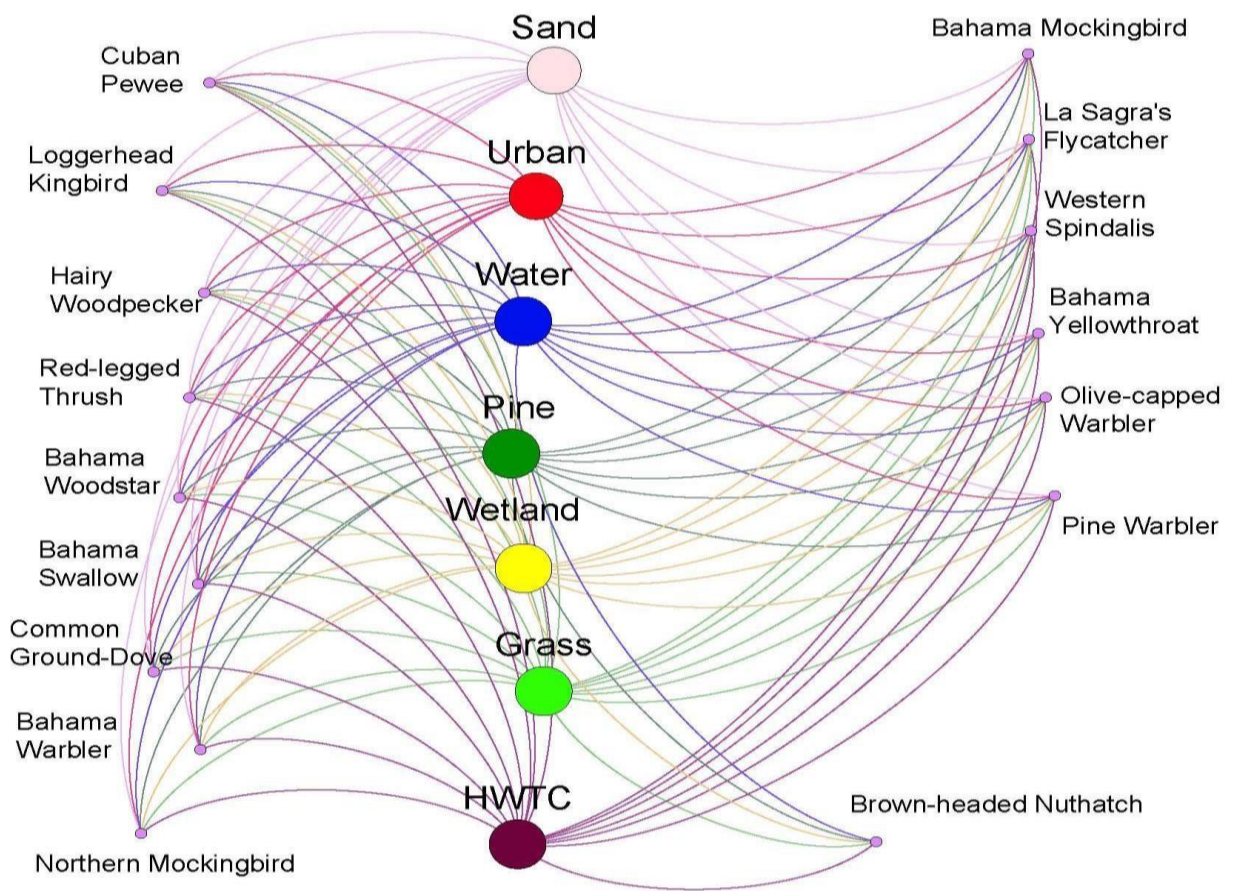 Sand
Bahama Mockingbird
Cuban
Pewee
La Sagra's
Flycatcher
Urban
Loggerhead
Kingbird
Western
Spindalis
Water
Hairy
Woodpecker
Bahama
Yellowthroat
Red-legged
Thrush
Pine
Olive-capped
Warbler
Bahama
Woodstar
Wetland
Pine Warbler
Bahama
Swallow
Common
Ground-Dove
Grass
Bahama
Warbler
HWTC
Brown-headed Nuthatch
Northern Mockingbird